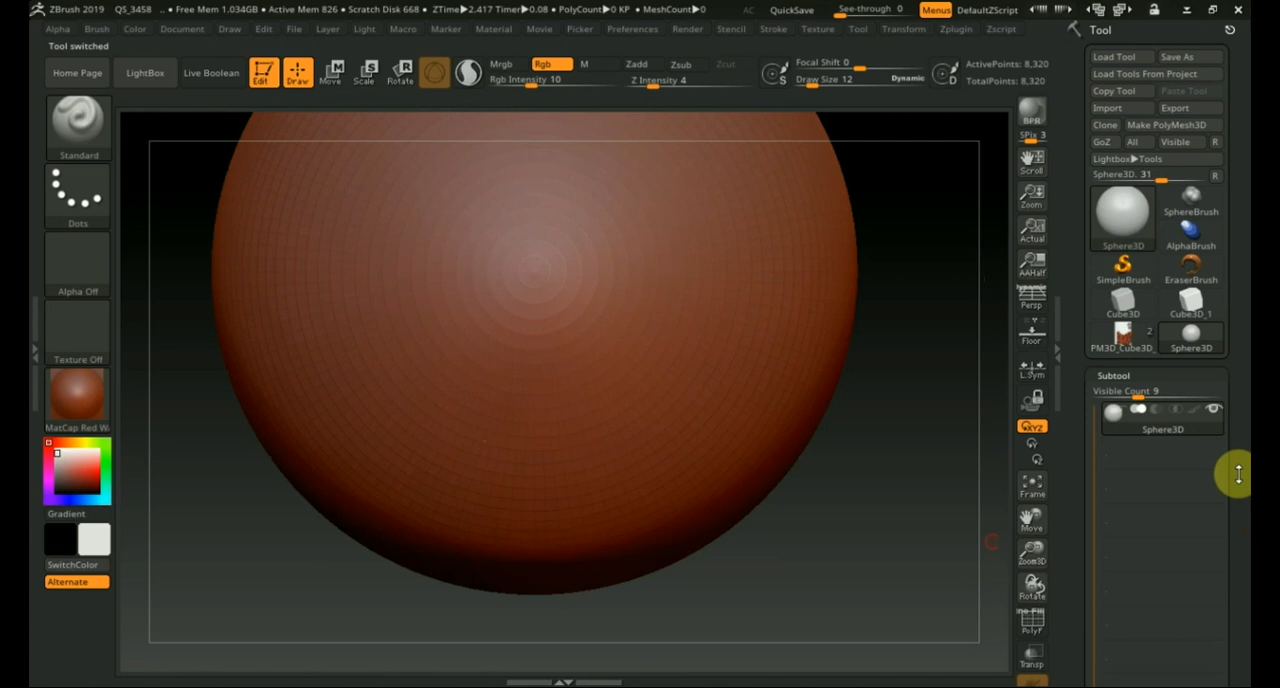 ZBrush 2019 QS_3458 .. • Free Mem 1.034GB • Active Mem 826 • Scratch Disk 668 • ZTime▶2.417 Timer▶0.08 • PolyCount▶0 KP • MeshCount▶0 AC QuickSave See-through 0 Menus DefaultZScript
Alpha Brush Color Document Draw Edit File Layer Light Macro Marker Material Movie Picker Preferences Render Stencil Stroke Texture Tool Transform Zplugin Zscript
Tool switched
Home Page LightBox Live Boolean Edit Draw Move Scale Rotate
Mrgb Rgb M Zadd Zsub Zcut
Rgb Intensity 10 Z Intensity 4
S Focal Shift 0
Draw Size 12 Dynamic D
ActivePoints: 8,320
TotalPoints: 8,320
Standard
Dots
Alpha Off
Texture Off
MatCap Red W
Gradient
SwitchColor
Alternate
BPR
SPix 3
Scroll
Zoom
Actual
AAHalf
Dynamic
Persp
Floor
L.Sym
XYZ
Frame
Move
Zoom3D
Rotate
PolyF
Transp
Tool
Load Tool Save As
Load Tools From Project
Copy Tool Paste Tool
Import Export
Clone Make PolyMesh3D
GoZ All Visible R
Lightbox▶Tools
Sphere3D. 31 R
Sphere3D SphereBrush
AlphaBrush
SimpleBrush EraserBrush
Cube3D Cube3D_1
2
PM3D_Cube3D_ Sphere3D
Subtool
Visible Count 9
Sphere3D